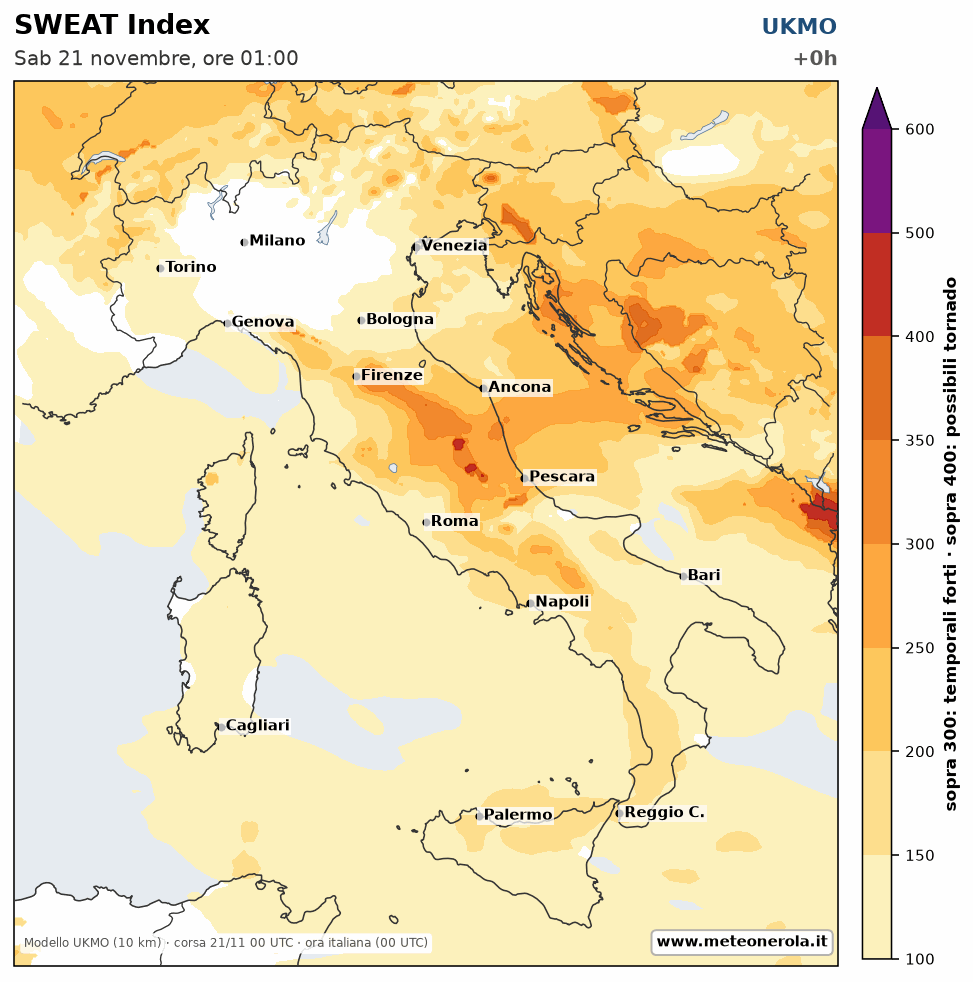 SWEAT Index
UKMO
Sab 21 novembre, ore 01:00
+0h
600
500
400
350
300
250
200
150
100
sopra 300: temporali forti · sopra 400: possibili tornado
Milano
Venezia
Torino
Genova
Bologna
Firenze
Ancona
Pescara
Roma
Bari
Napoli
Cagliari
Palermo
Reggio C.
Modello UKMO (10 km) · corsa 21/11 00 UTC · ora italiana (00 UTC)
www.meteonerola.it